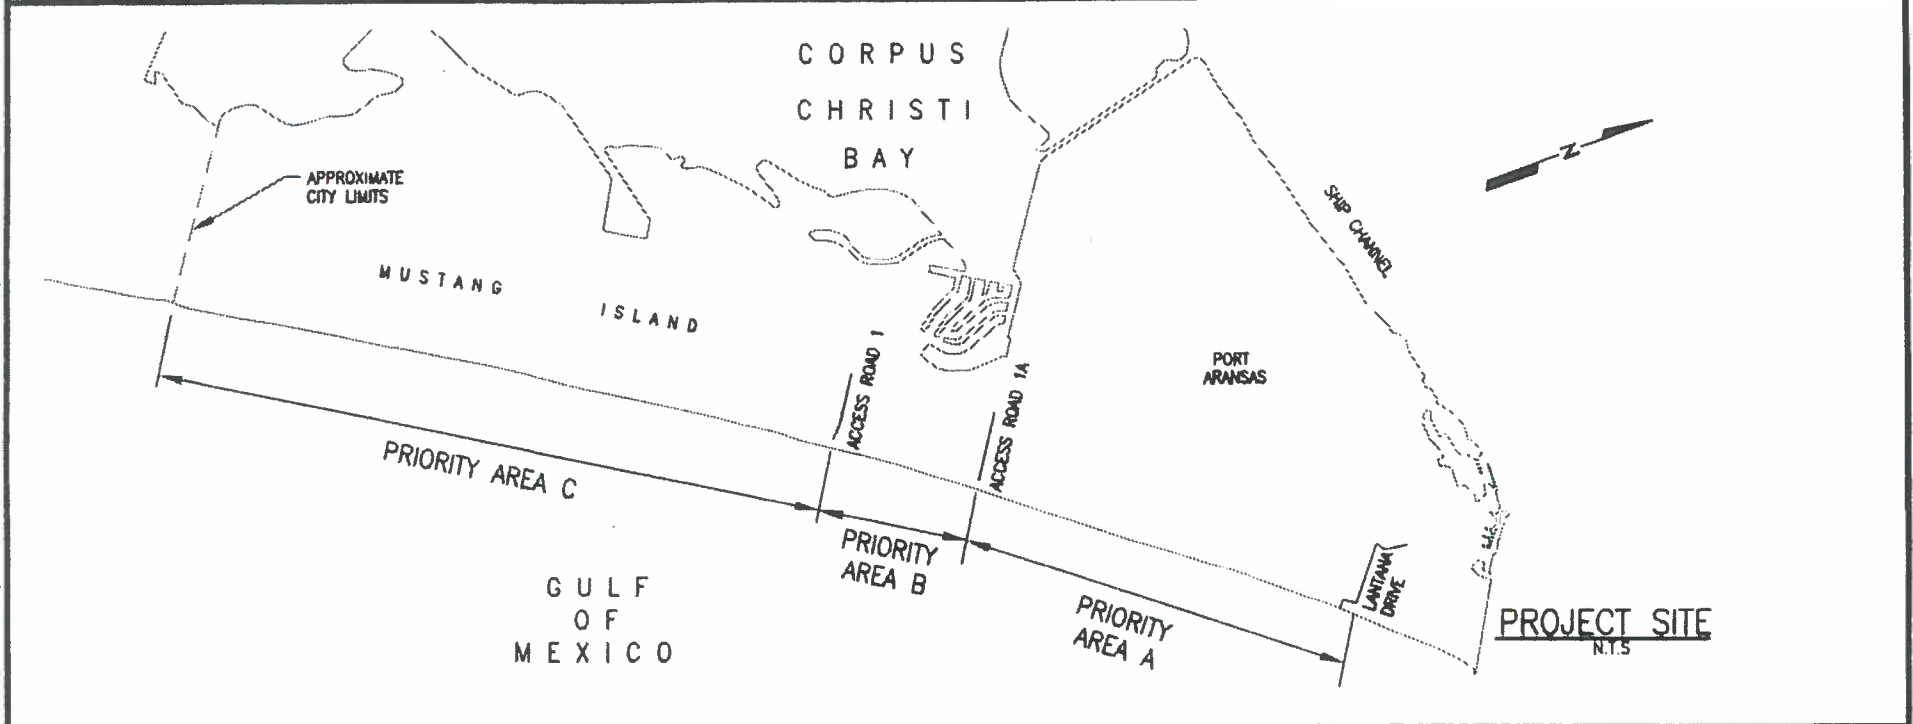 CORPUS
CHRISTI
BAY
APPROXIMATE
CITY LIMITS
N
SHIP CHANNEL
MUSTANG ISLAND
ACCESS ROAD 1
ACCESS ROAD 1A
PORT
ARANSAS
PRIORITY AREA C
PRIORITY
AREA B
PRIORITY
AREA A
LANTANA
DRIVE
GULF
OF
MEXICO
PROJECT SITE
N.T.S